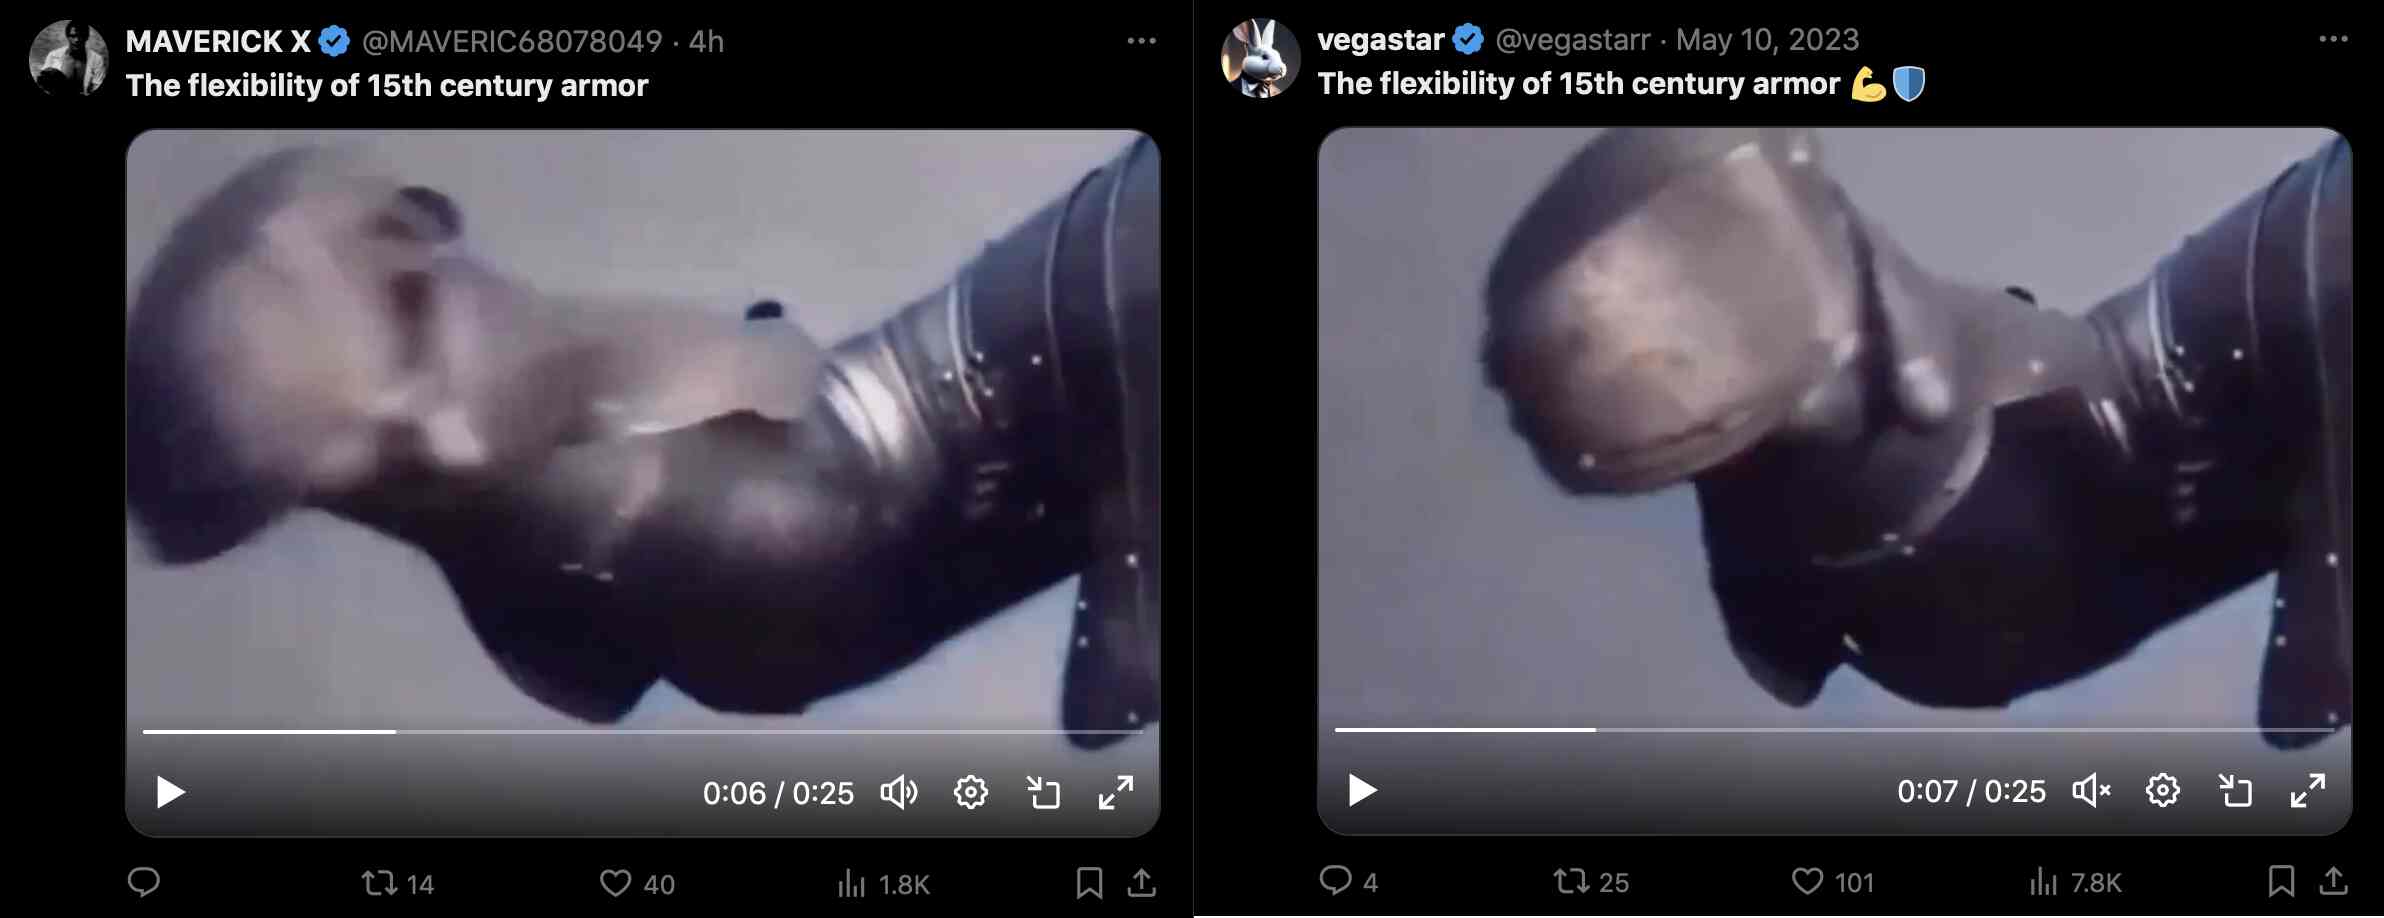 MAVERICK X @MAVERIC68078049 · 4h
The flexibility of 15th century armor
0:06 / 0:25
14 40 1.8K
vegastar @vegastarr · May 10, 2023
The flexibility of 15th century armor 💪🛡️
0:07 / 0:25
4 25 101 7.8K